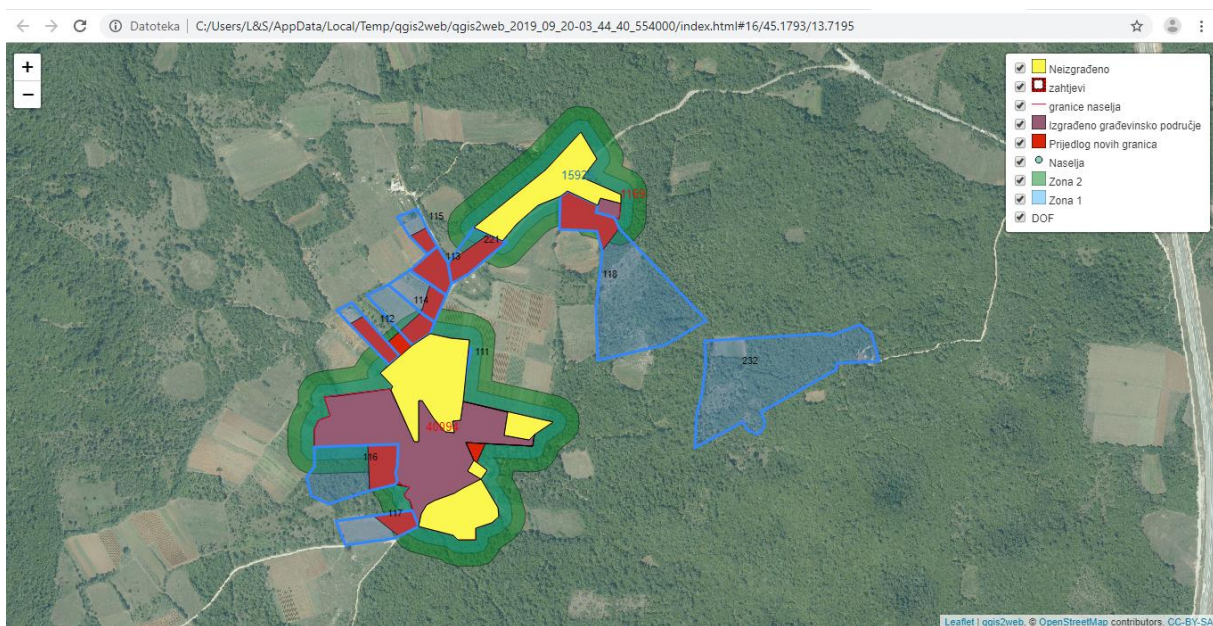 Datoteka | C:/Users/L&S/AppData/Local/Temp/qgis2web/qgis2web_2019_09_20-03_44_40_554000/index.html#16/45.1793/13.7195
+
−
Neizgrađeno
zahtjevi
granice naselja
Izgrađeno građevinsko područje
Prijedlog novih granica
Naselja
Zona 2
Zona 1
DOF
1169
115
221
113
118
114
112
111
232
116
117
Leaflet | qgis2web, © OpenStreetMap contributors, CC-BY-SA